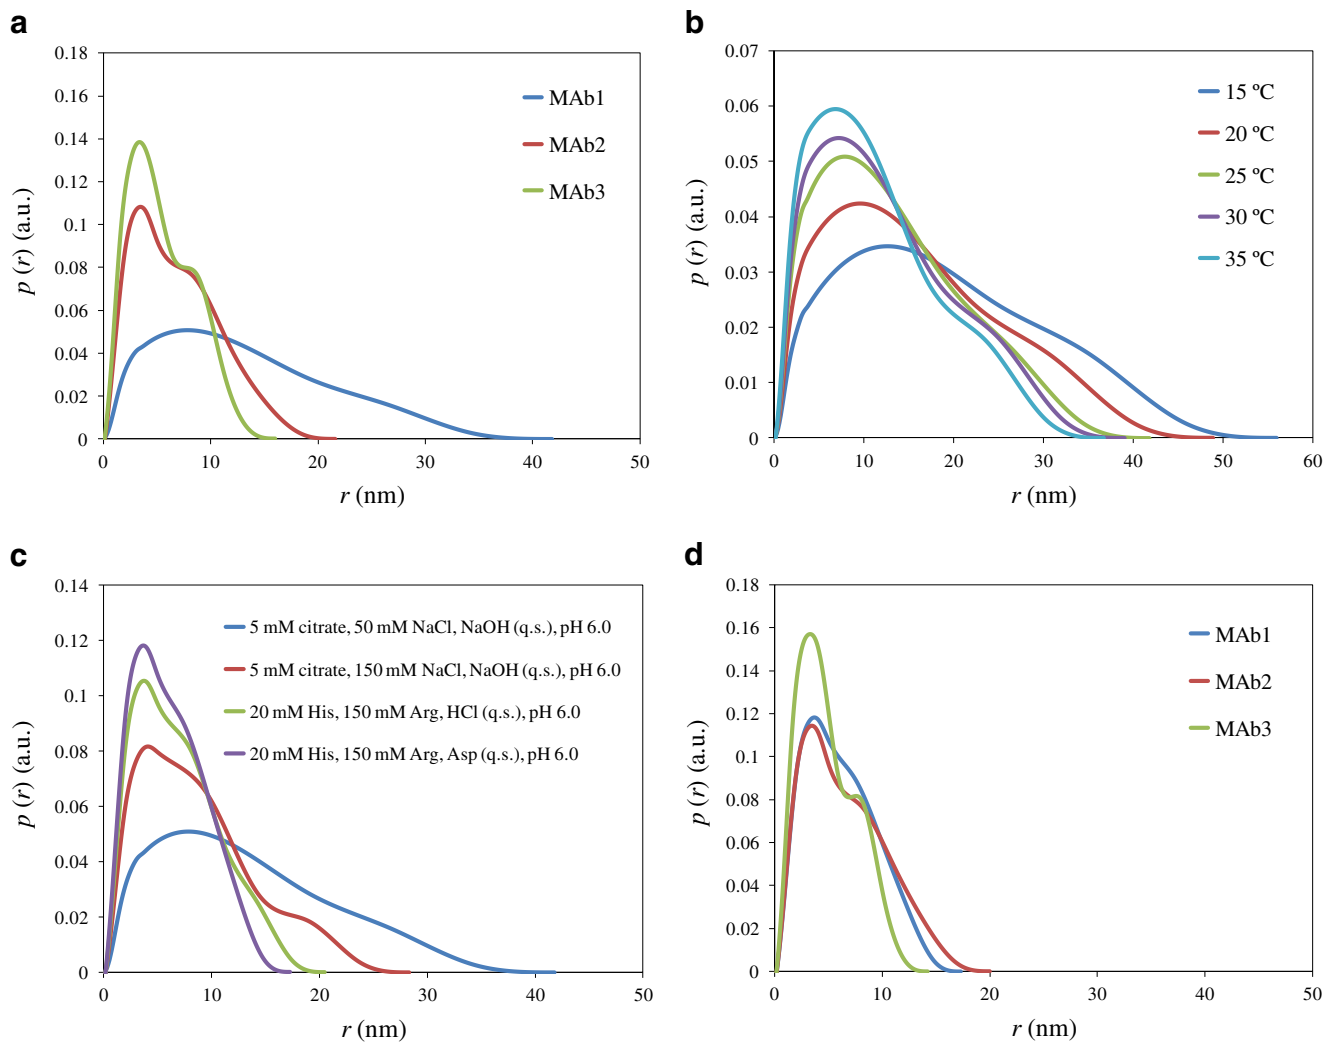 a
0.18
0.16
0.14
0.12
0.1
0.08
0.06
0.04
0.02
0
p (r) (a.u.)
MAb1
MAb2
MAb3
0 10 20 30 40 50
r (nm)
b
0.07
0.06
0.05
0.04
0.03
0.02
0.01
0
p (r) (a.u.)
15 ºC
20 ºC
25 ºC
30 ºC
35 ºC
0 10 20 30 40 50 60
r (nm)
c
0.14
0.12
0.1
0.08
0.06
0.04
0.02
0
p (r) (a.u.)
5 mM citrate, 50 mM NaCl, NaOH (q.s.), pH 6.0
5 mM citrate, 150 mM NaCl, NaOH (q.s.), pH 6.0
20 mM His, 150 mM Arg, HCl (q.s.), pH 6.0
20 mM His, 150 mM Arg, Asp (q.s.), pH 6.0
0 10 20 30 40 50
r (nm)
d
0.18
0.16
0.14
0.12
0.1
0.08
0.06
0.04
0.02
0
p (r) (a.u.)
MAb1
MAb2
MAb3
0 10 20 30 40 50
r (nm)